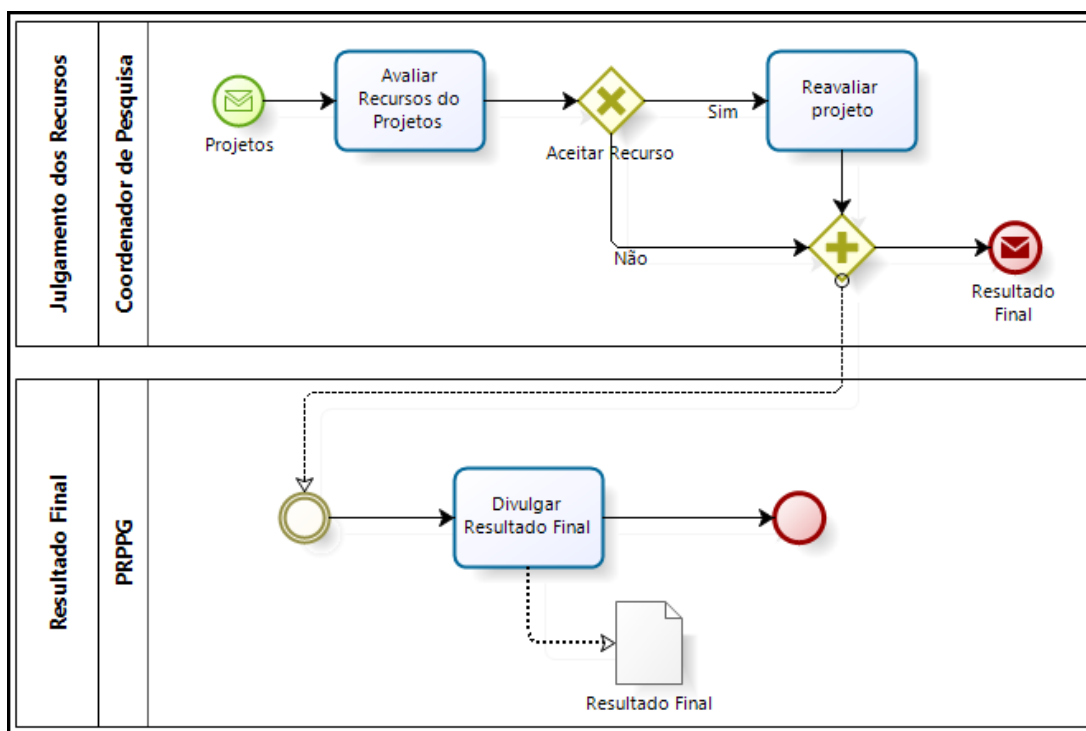 Julgamento dos Recursos
Coordenador de Pesquisa
Projetos
Avaliar
Recursos do
Projetos
Aceitar Recurso
Sim
Não
Reavaliar
projeto
Resultado
Final
Resultado Final
PRPPG
Divulgar
Resultado Final
Resultado Final